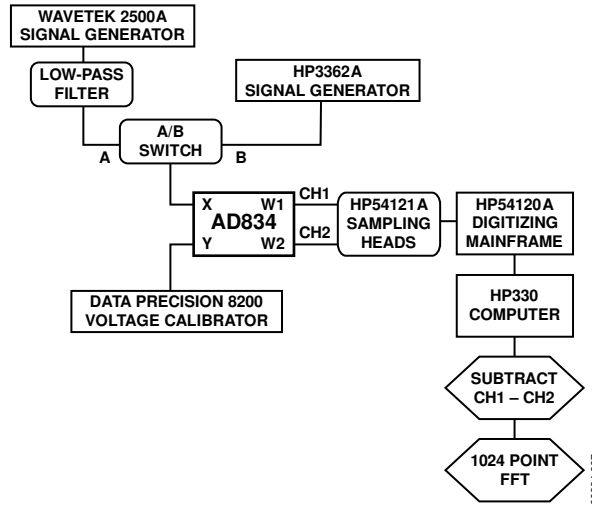 WAVETEK 2500A
SIGNAL GENERATOR
LOW-PASS
FILTER
HP3362A
SIGNAL GENERATOR
A/B
SWITCH
A
B
X
W1
AD834
Y
W2
CH1
CH2
HP54121A
SAMPLING
HEADS
HP54120A
DIGITIZING
MAINFRAME
DATA PRECISION 8200
VOLTAGE CALIBRATOR
HP330
COMPUTER
SUBTRACT
CH1 – CH2
1024 POINT
FFT